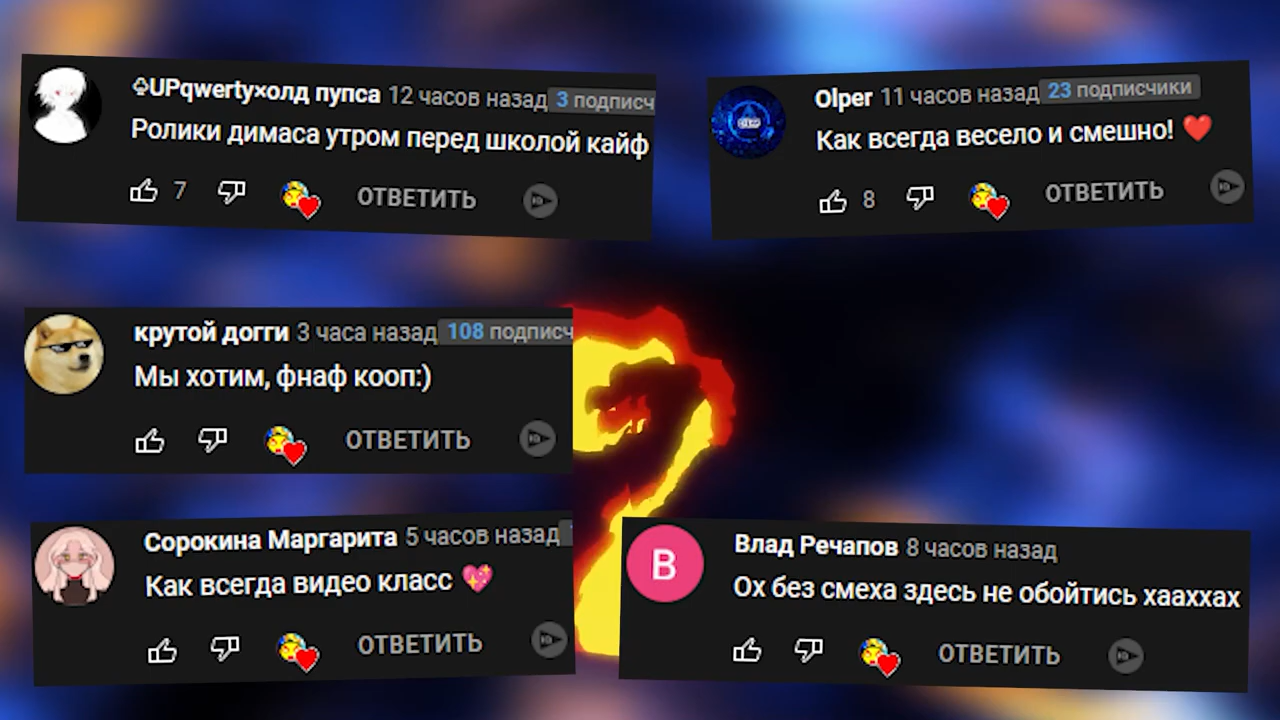 ♧UPqwerty×олд пупса 12 часов назад 3 подписч
Ролики димаса утром перед школой кайф
7 ОТВЕТИТЬ
Olper 11 часов назад 23 подписчики
Как всегда весело и смешно! ❤️
8 ОТВЕТИТЬ
крутой догги 3 часа назад 108 подписч
Мы хотим, фнаф кооп:)
ОТВЕТИТЬ
Сорокина Маргарита 5 часов назад
Как всегда видео класс 💖
ОТВЕТИТЬ
В
Влад Речапов 8 часов назад
Ох без смеха здесь не обойтись хааххах
ОТВЕТИТЬ